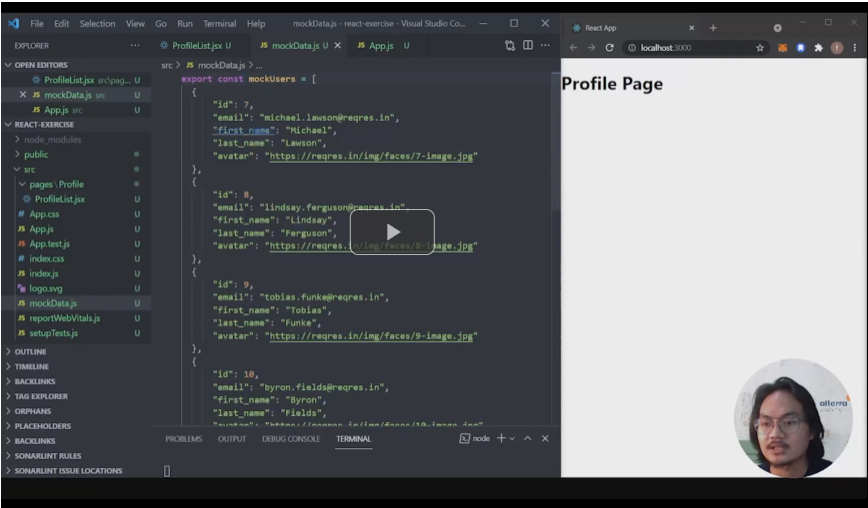 File Edit Selection View Go Run Terminal Help mockData.js - react-exercise - Visual Studio Co...
React App
localhost:3000
EXPLORER
OPEN EDITORS
ProfileList.jsx src\pag... U
mockData.js src U
App.js src U
REACT-EXERCISE
node_modules
public
src
pages \ Profile
ProfileList.jsx U
App.css U
App.js U
App.test.js U
index.css U
index.js U
logo.svg U
mockData.js U
reportWebVitals.js U
setupTests.js U
OUTLINE
TIMELINE
BACKLINKS
TAG EXPLORER
ORPHANS
PLACEHOLDERS
BACKLINKS
SONARLINT RULES
SONARLINT ISSUE LOCATIONS
ProfileList.jsx U JS mockData.js U App.js U
src > JS mockData.js > ...
export const mockUsers = [
{
"id": 7,
"email": "michael.lawson@reqres.in",
"first_name": "Michael",
"last_name": "Lawson",
"avatar": "https://reqres.in/img/faces/7-image.jpg"
},
{
"id": 8,
"email": "lindsay.ferguson@reqres.in",
"first_name": "Lindsay",
"last_name": "Ferguson",
"avatar": "https://reqres.in/img/faces/8-image.jpg"
},
{
"id": 9,
"email": "tobias.funke@reqres.in",
"first_name": "Tobias",
"last_name": "Funke",
"avatar": "https://reqres.in/img/faces/9-image.jpg"
},
{
"id": 10,
"email": "byron.fields@reqres.in",
"first_name": "Byron",
"last_name": "Fields",
"avatar": "https://reqres.in/img/faces/10-image.jpg"
PROBLEMS OUTPUT DEBUG CONSOLE TERMINAL node
Profile Page
alterra